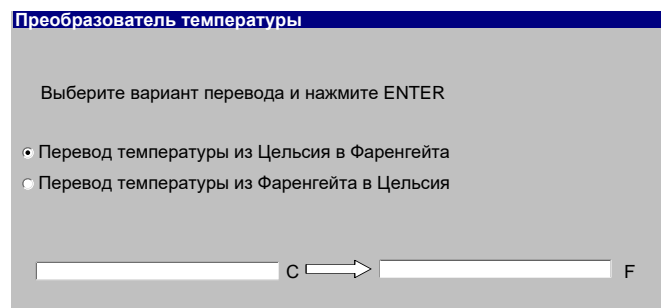 Преобразователь температуры
Выберите вариант перевода и нажмите ENTER
Перевод температуры из Цельсия в Фаренгейта
Перевод температуры из Фаренгейта в Цельсия
C F